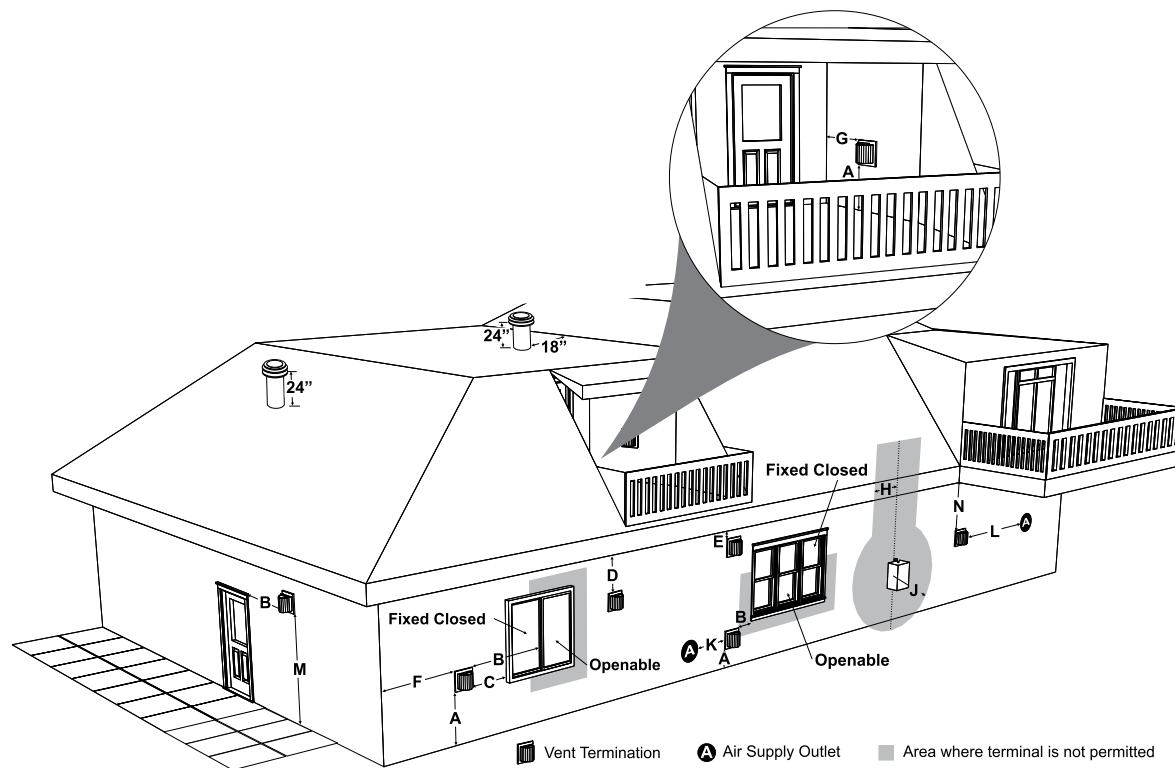 G
A
24”
18”
24”
Fixed Closed
H
N
L
A
E
D
B
J
Fixed Closed
B
K
A
B
M
B
Openable
A
Openable
F
C
A
Vent Termination
A Air Supply Outlet
Area where terminal is not permitted